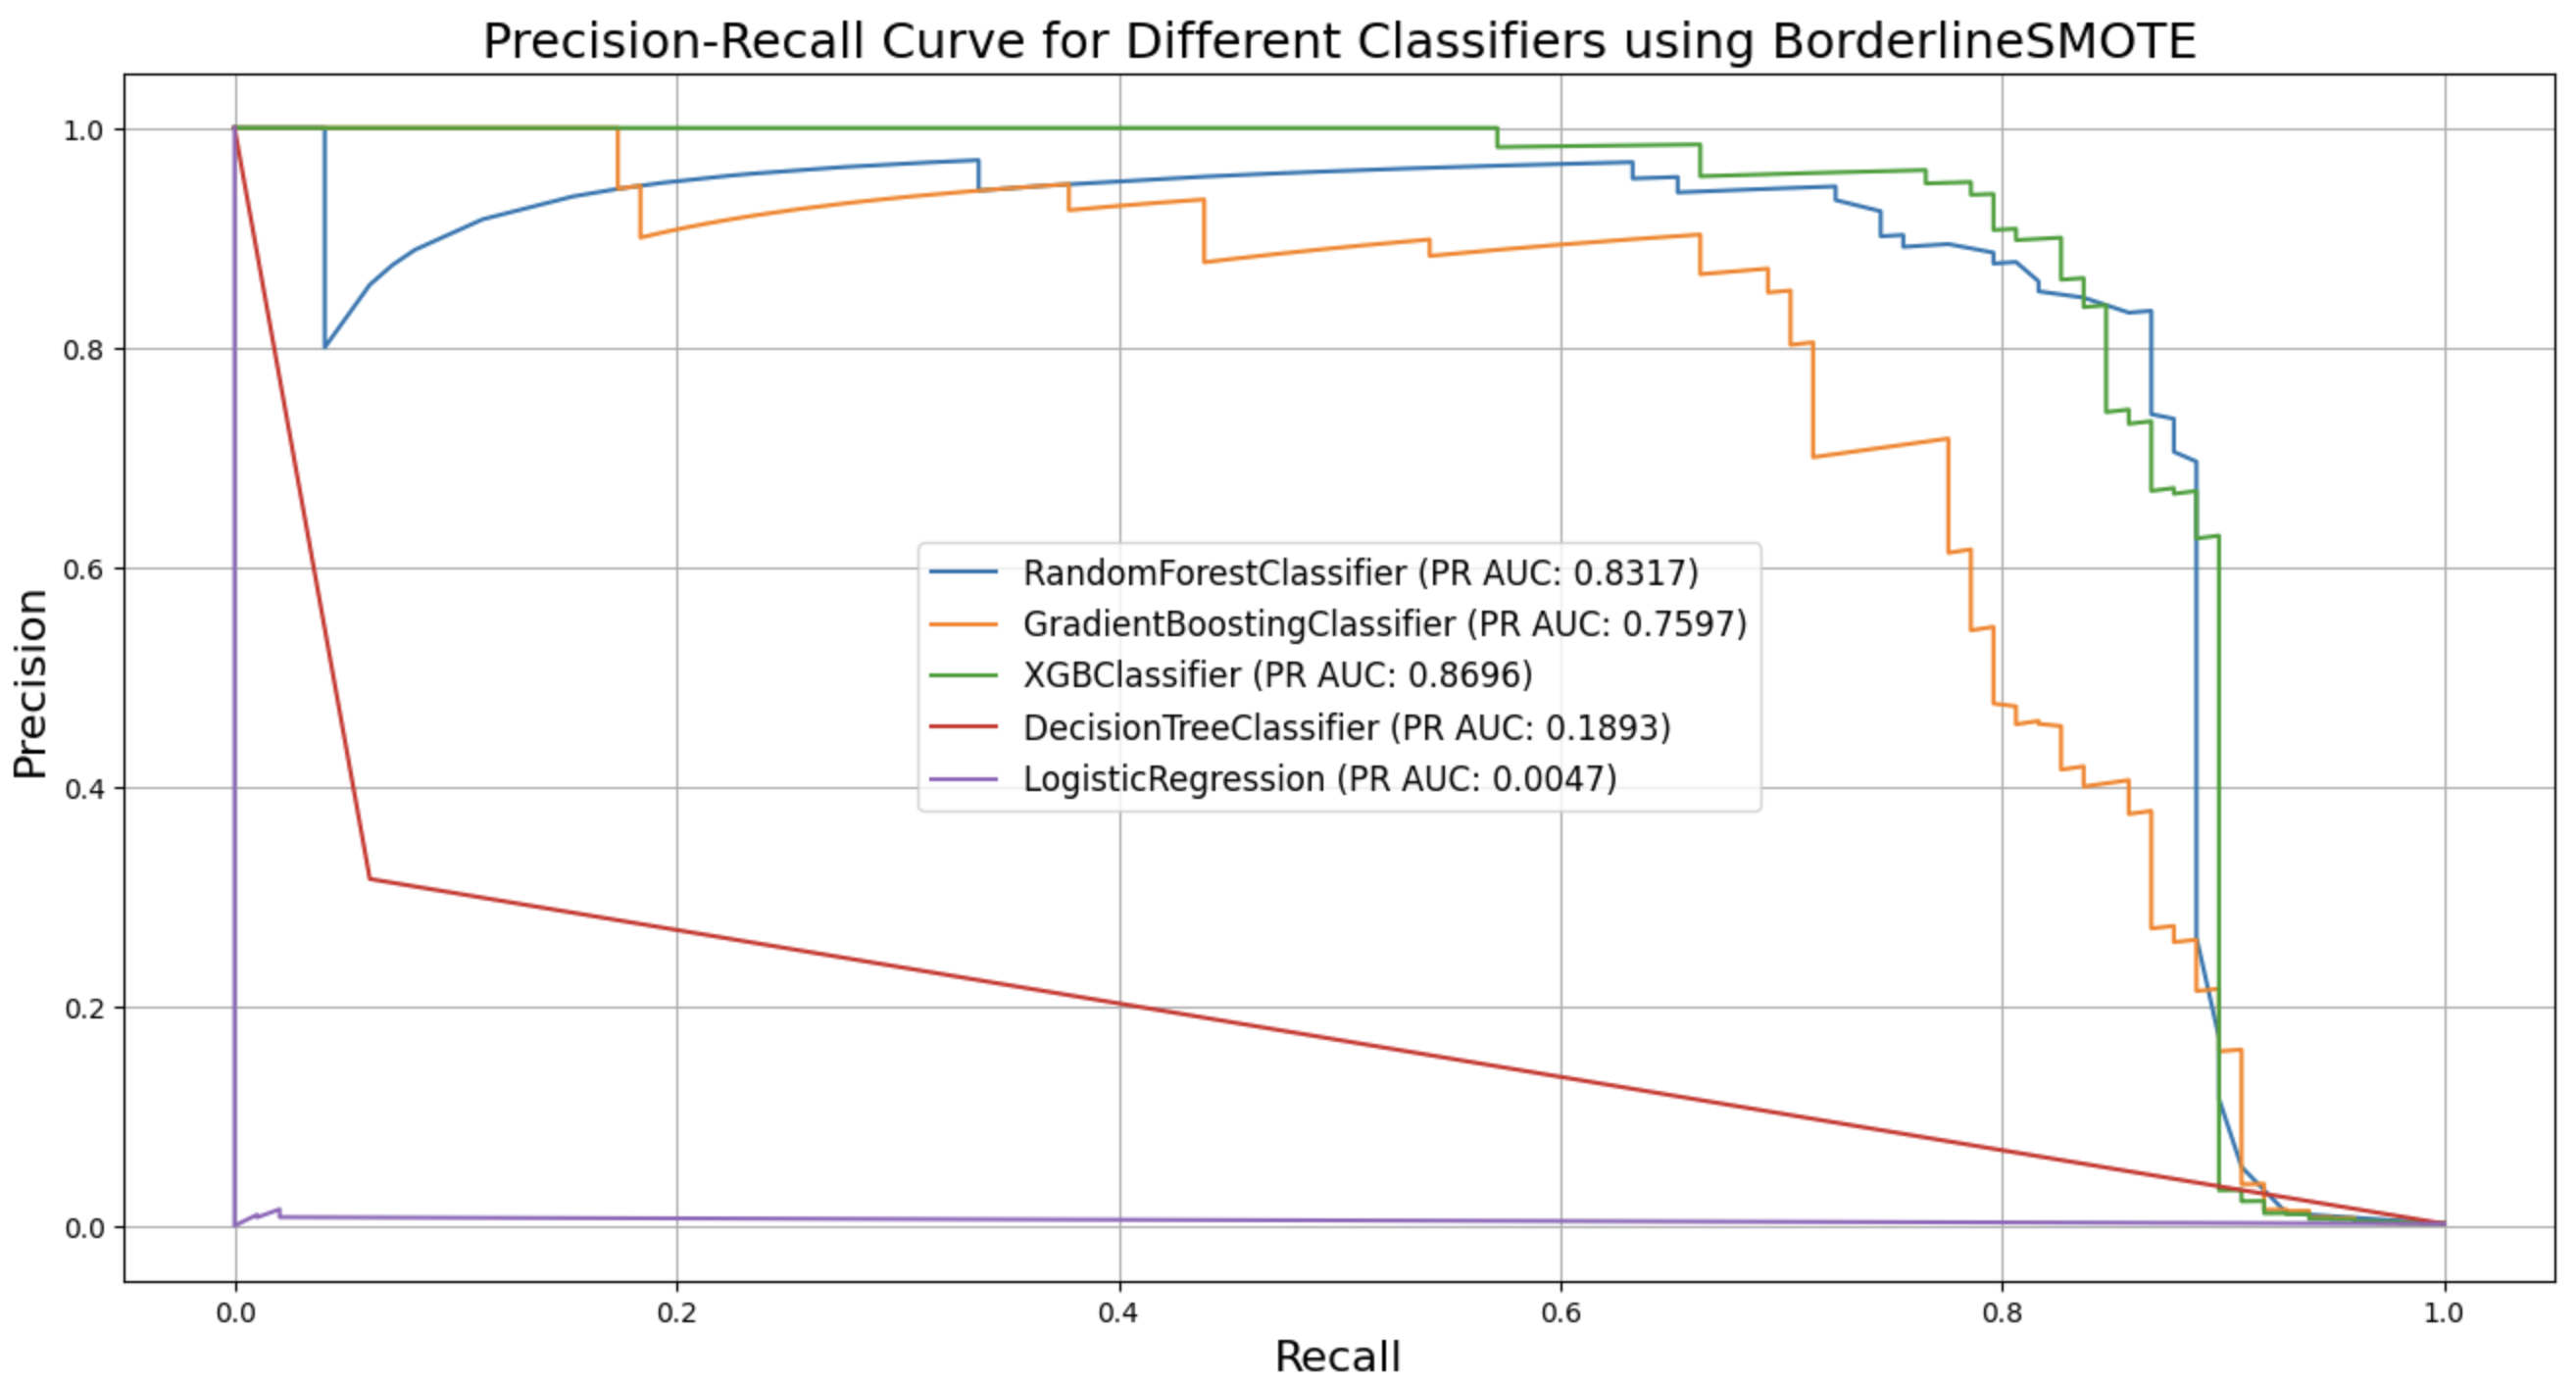 Precision-Recall Curve for Different Classifiers using BorderlineSMOTE
Precision
1.0
0.8
0.6
0.4
0.2
0.0
RandomForestClassifier (PR AUC: 0.8317)
GradientBoostingClassifier (PR AUC: 0.7597)
XGBClassifier (PR AUC: 0.8696)
DecisionTreeClassifier (PR AUC: 0.1893)
LogisticRegression (PR AUC: 0.0047)
0.0 0.2 0.4 0.6 0.8 1.0
Recall